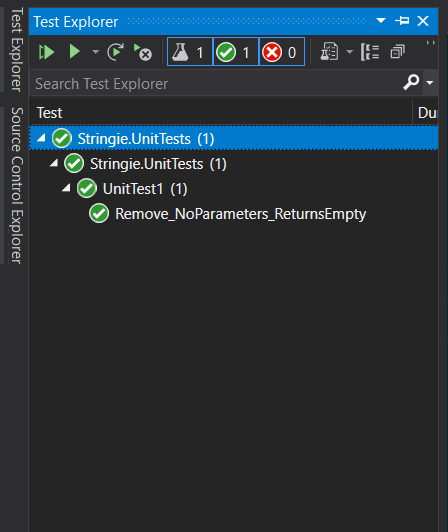 Test Explorer
Source Control Explorer
Test Explorer
1 1 0
Search Test Explorer
Test Du
Stringie.UnitTests (1)
Stringie.UnitTests (1)
UnitTest1 (1)
Remove_NoParameters_ReturnsEmpty